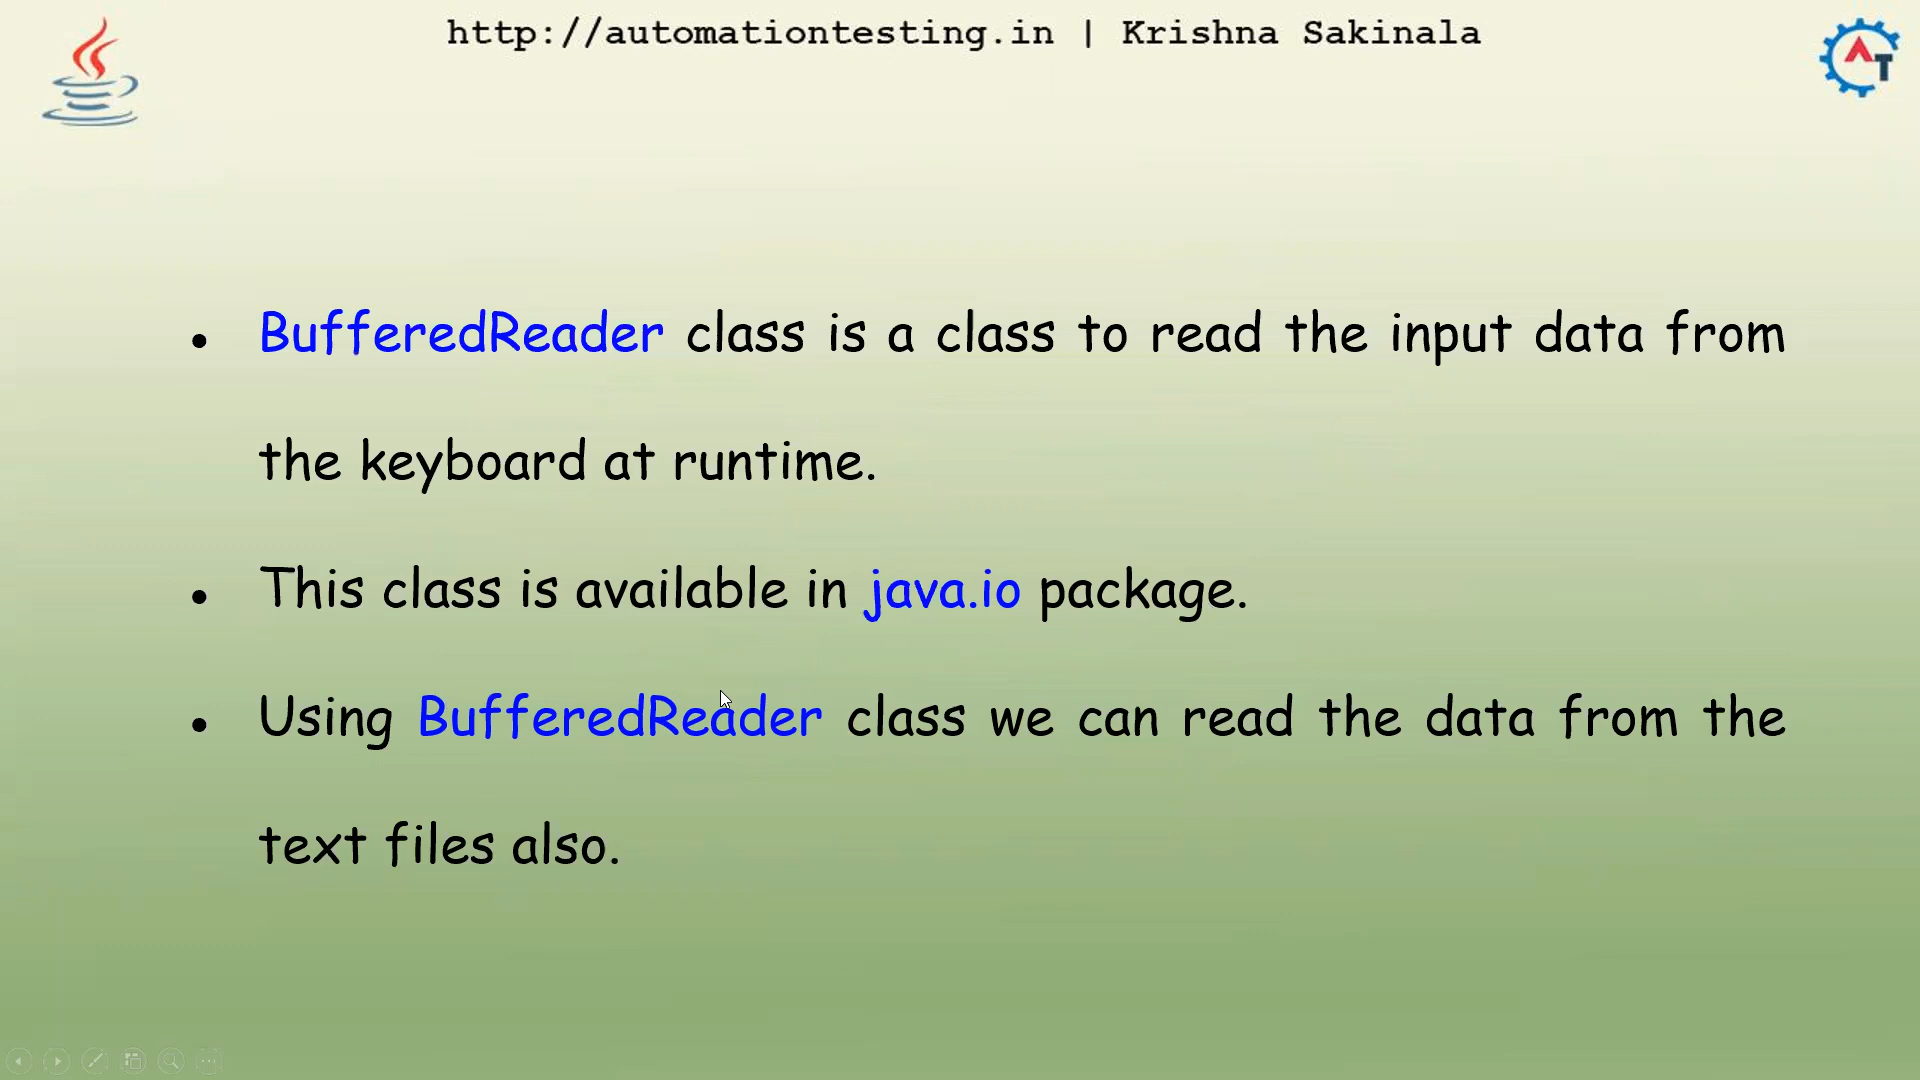 http://automationtesting.in | Krishna Sakinala
AT
• BufferedReader class is a class to read the input data from
the keyboard at runtime.
• This class is available in java.io package.
• Using BufferedReader class we can read the data from the
text files also.